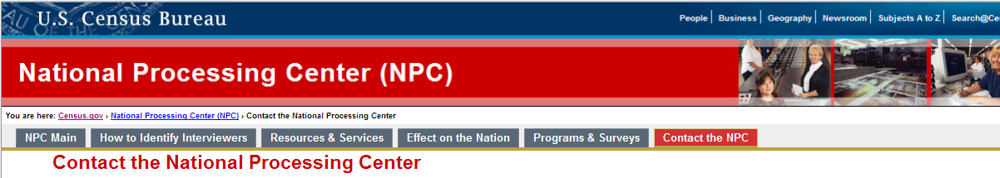 U.S. Census Bureau
People | Business | Geography | Newsroom | Subjects A to Z | Search@Ce
National Processing Center (NPC)
You are here: Census.gov › National Processing Center (NPC) › Contact the National Processing Center
NPC Main How to Identify Interviewers Resources & Services Effect on the Nation Programs & Surveys Contact the NPC
Contact the National Processing Center